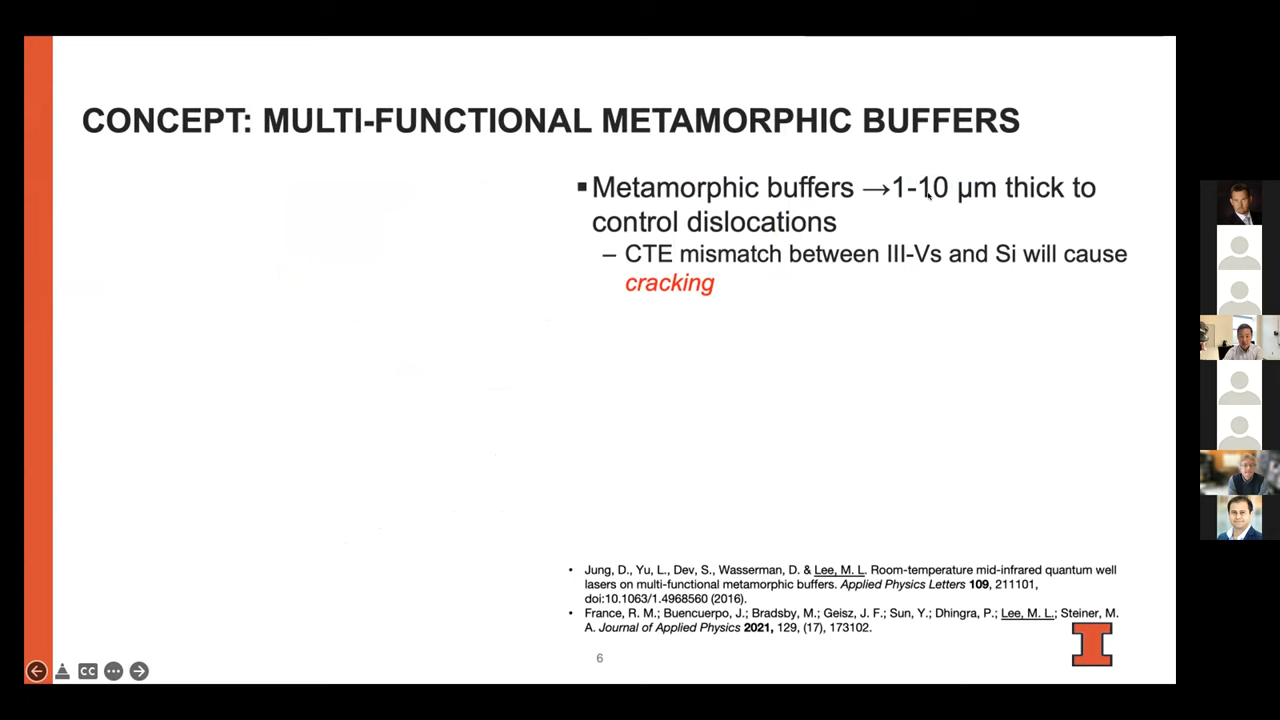 CONCEPT: MULTI-FUNCTIONAL METAMORPHIC BUFFERS
▪Metamorphic buffers →1-10 µm thick to
control dislocations
– CTE mismatch between III-Vs and Si will cause
cracking
• Jung, D., Yu, L., Dev, S., Wasserman, D. & Lee, M. L. Room-temperature mid-infrared quantum well
lasers on multi-functional metamorphic buffers. Applied Physics Letters 109, 211101,
doi:10.1063/1.4968560 (2016).
• France, R. M.; Buencuerpo, J.; Bradsby, M.; Geisz, J. F.; Sun, Y.; Dhingra, P.; Lee, M. L.; Steiner, M.
A. Journal of Applied Physics 2021, 129, (17), 173102.
6
CC